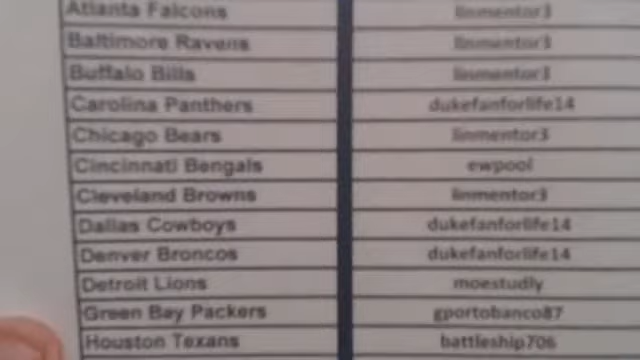 Atlanta Falcons linmentor3
Baltimore Ravens linmentor3
Buffalo Bills linmentor3
Carolina Panthers dukefanforlife14
Chicago Bears linmentor3
Cincinnati Bengals ewpool
Cleveland Browns linmentor3
Dallas Cowboys dukefanforlife14
Denver Broncos dukefanforlife14
Detroit Lions moestudly
Green Bay Packers gportobanco87
Houston Texans battleship706